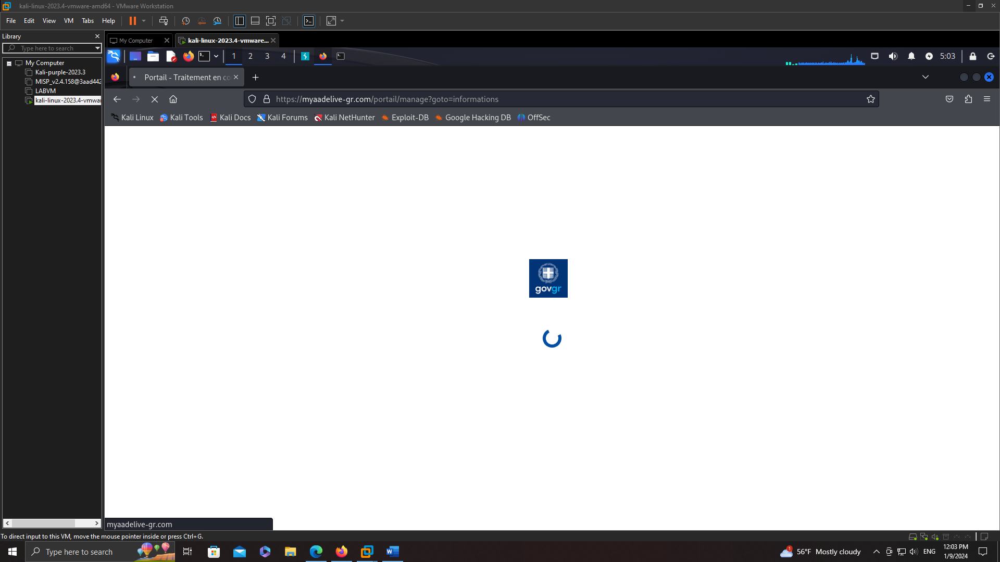 kali-linux-2023.4-vmware-amd64 - VMware Workstation
File Edit View VM Tabs Help
Library
Type here to search
My Computer
Kali-purple-2023.3
MISP_v2.4.158@3aad442
LABVM
kali-linux-2023.4-vmwar
My Computer
kali-linux-2023.4-vmware...
1 2 3 4
5:03
Portail - Traitement en co
https://myaadelive-gr.com/portail/manage?goto=informations
Kali Linux Kali Tools Kali Docs Kali Forums Kali NetHunter Exploit-DB Google Hacking DB OffSec
govgr
myaadelive-gr.com
To direct input to this VM, move the mouse pointer inside or press Ctrl+G.
Type here to search
1
56°F Mostly cloudy
ENG
12:03 PM
1/9/2024